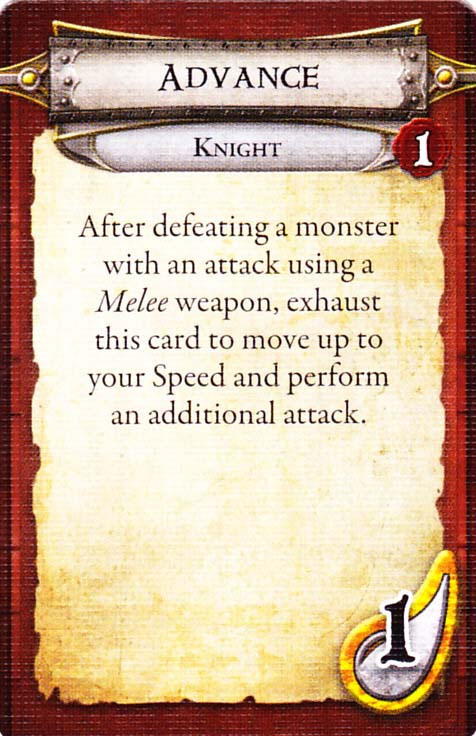 ADVANCE
KNIGHT
1
After defeating a monster
with an attack using a
Melee weapon, exhaust
this card to move up to
your Speed and perform
an additional attack.
1